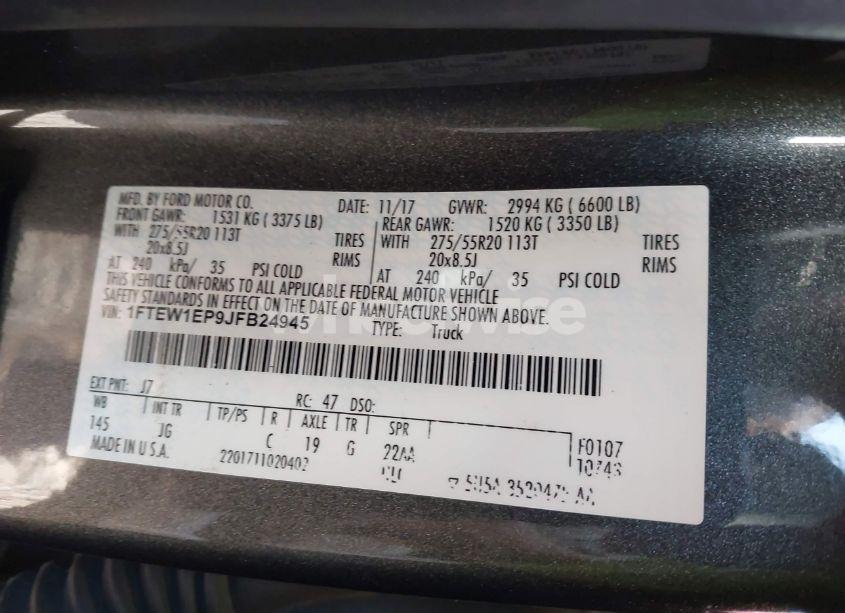 MFD. BY FORD MOTOR CO. DATE: 11/17 GVWR: 2994 KG ( 6600 LB)
FRONT GAWR: 1531 KG ( 3375 LB) REAR GAWR: 1520 KG ( 3350 LB)
WITH 275/55R20 113T TIRES WITH 275/55R20 113T TIRES
20x8.5J RIMS 20x8.5J RIMS
AT 240 kPa/ 35 PSI COLD AT 240 kPa/ 35 PSI COLD
THIS VEHICLE CONFORMS TO ALL APPLICABLE FEDERAL MOTOR VEHICLE
SAFETY STANDARDS IN EFFECT ON THE DATE OF MANUFACTURE SHOWN ABOVE.
VIN: 1FTEW1EP9JFB24945 TYPE: Truck
EXT PNT: J7 RC: 47 DSO:
WB INT TR TP/PS R AXLE TR SPR
145 JG C 19 G 22AA F0107
MADE IN U.S.A. 2201711020402